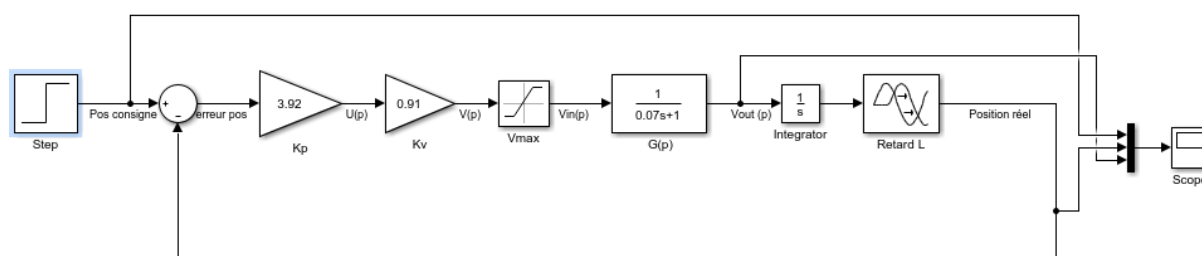 Step
+
-
Pos consigne
erreur pos
3.92
Kp
U(p)
0.91
Kv
V(p)
Vmax
Vin(p)
1
0.07s+1
G(p)
Vout (p)
1
s
Integrator
Retard L
Position réel
Scope